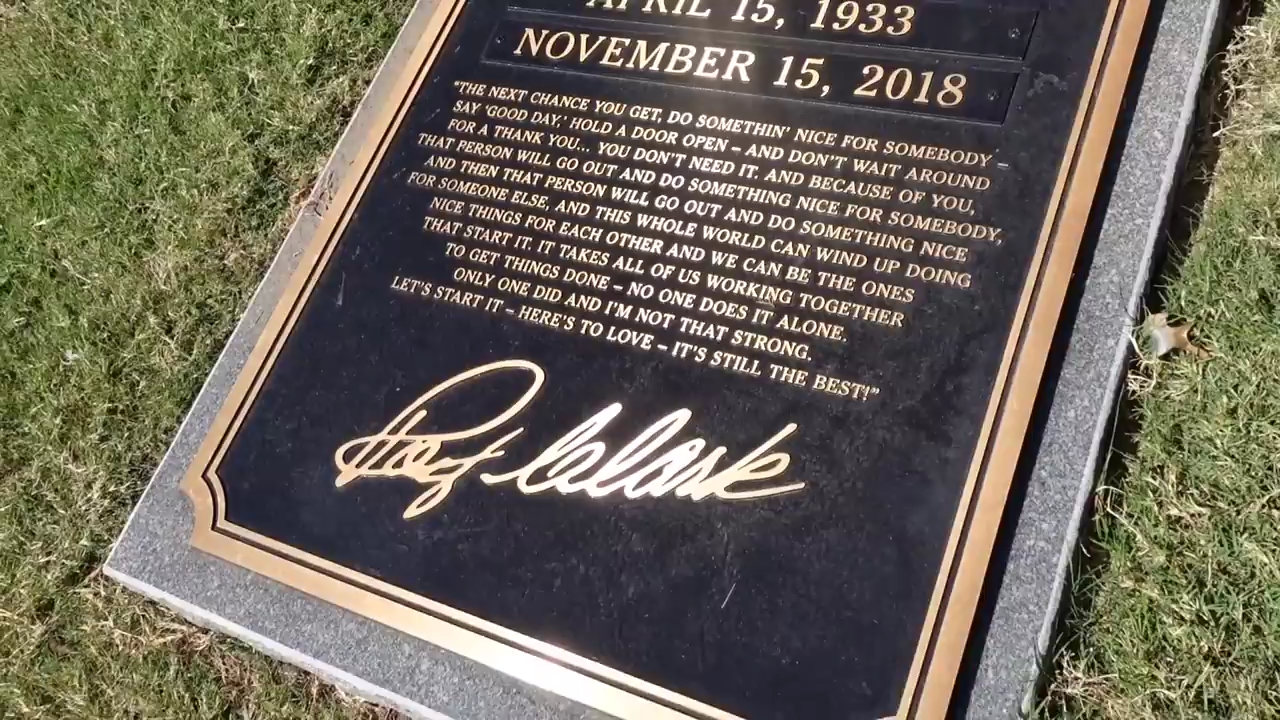 APRIL 15, 1933
NOVEMBER 15, 2018
"THE NEXT CHANCE YOU GET, DO SOMETHIN' NICE FOR SOMEBODY –
SAY 'GOOD DAY,' HOLD A DOOR OPEN – AND DON'T WAIT AROUND
FOR A THANK YOU... YOU DON'T NEED IT. AND BECAUSE OF YOU,
THAT PERSON WILL GO OUT AND DO SOMETHING NICE FOR SOMEBODY,
AND THEN THAT PERSON WILL GO OUT AND DO SOMETHING NICE
FOR SOMEONE ELSE, AND THIS WHOLE WORLD CAN WIND UP DOING
NICE THINGS FOR EACH OTHER AND WE CAN BE THE ONES
THAT START IT. IT TAKES ALL OF US WORKING TOGETHER
TO GET THINGS DONE – NO ONE DOES IT ALONE.
ONLY ONE DID AND I'M NOT THAT STRONG.
LET'S START IT – HERE'S TO LOVE – IT'S STILL THE BEST!"
Roy Clark